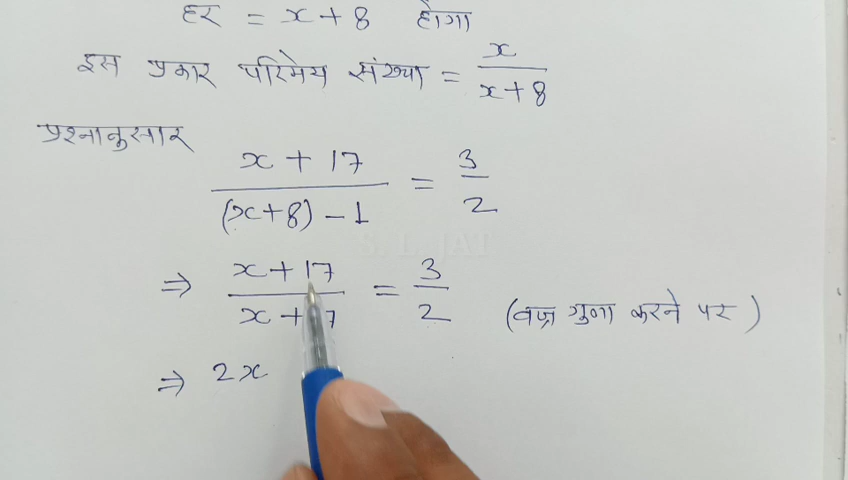 हर = x + 8 होगा
इस प्रकार परिमेय संख्या = x / x+8
प्रश्नानुसार
x + 17 / (x+8) - 1 = 3 / 2
⇒ x+17 / x+7 = 3 / 2 (वज्र गुना करने पर)
⇒ 2x